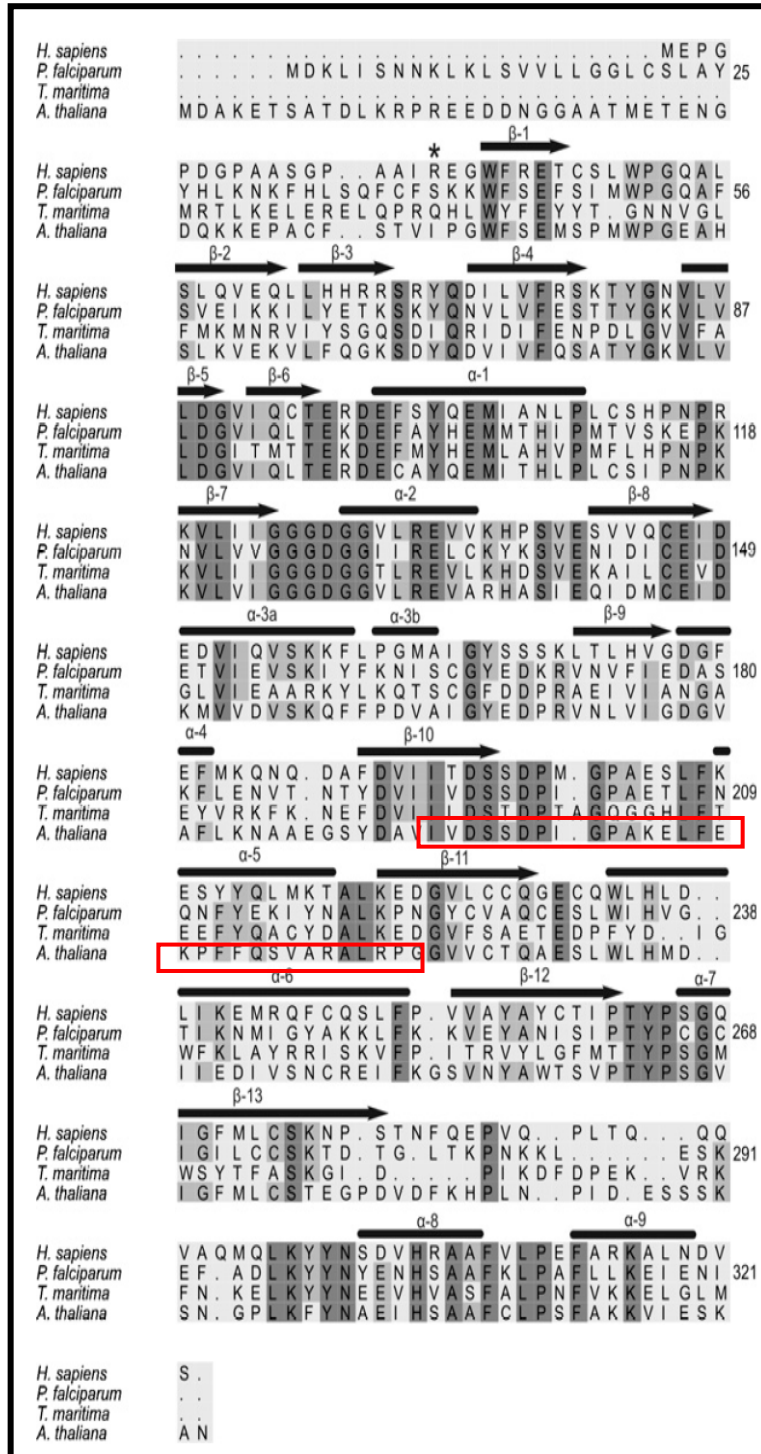 H. sapiens . . . . . . . . . . . . . . . . . . . . . . . . . . . M E P G
P. falciparum . . . . . . M D K L I S N N K L K L S V V L L G G L C S L A Y 25
T. maritima . . . . . . . . . . . . . . . . . . . . . . . . . . . . . . .
A. thaliana M D A K E T S A T D L K R P R E E D D N G G A A T M E T E N G
* β-1
H. sapiens P D G P A A S G P . . A A I R E G W F R E T C S L W P G Q A L
P. falciparum Y H L K N K F H L S Q F C F S K K W F S E F S I M W P G Q A F 56
T. maritima M R T L K E L E R E L Q P R Q H L W Y F E Y Y T . G N N V G L
A. thaliana D Q K K E P A C F . . S T V I P G W F S E M S P M W P G E A H
β-2 β-3 β-4
H. sapiens S L Q V E Q L L H H R R S R Y Q D I L V F R S K T Y G N V L V
P. falciparum S V E I K K I L Y E T K S K Y Q N V L V F E S T T Y G K V L V 87
T. maritima F M K M N R V I Y S G Q S D I Q R I D I F E N P D L G V V F A
A. thaliana S L K V E K V L F Q G K S D Y Q D V I V F Q S A T Y G K V L V
β-5 β-6 α-1
H. sapiens L D G V I Q C T E R D E F S Y Q E M I A N L P L C S H P N P R
P. falciparum L D G V I Q L T E K D E F A Y H E M M T H I P M T V S K E P K 118
T. maritima L D G I T M T T E K D E F M Y H E M L A H V P M F L H P N P K
A. thaliana L D G V I Q L T E R D E C A Y Q E M I T H L P L C S I P N P K
β-7 α-2 β-8
H. sapiens K V L I I G G G D G G V L R E V V K H P S V E S V V Q C E I D
P. falciparum N V L V V G G G D G G I I R E L C K Y K S V E N I D I C E I D 149
T. maritima K V L I I G G G D G G T L R E V L K H D S V E K A I L C E V D
A. thaliana K V L V I G G G D G G V L R E V A R H A S I E Q I D M C E I D
α-3a α-3b β-9
H. sapiens E D V I Q V S K K F L P G M A I G Y S S S K L T L H V G D G F
P. falciparum E T V I E V S K I Y F K N I S C G Y E D K R V N V F I E D A S 180
T. maritima G L V I E A A R K Y L K Q T S C G F D D P R A E I V I A N G A
A. thaliana K M V V D V S K Q F F P D V A I G Y E D P R V N L V I G D G V
α-4 β-10
H. sapiens E F M K Q N Q . D A F D V I I T D S S D P M . G P A E S L F K
P. falciparum K F L E N V T . N T Y D V I I V D S S D P I . G P A E T L F N 209
T. maritima E Y V R K F K . N E F D V I I I D S T D P T A G Q G G H L F T
A. thaliana A F L K N A A E G S Y D A V I V D S S D P I . G P A K E L F E
α-5 β-11
H. sapiens E S Y Y Q L M K T A L K E D G V L C C Q G E C Q W L H L D . .
P. falciparum Q N F Y E K I Y N A L K P N G Y C V A Q C E S L W I H V G . . 238
T. maritima E E F Y Q A C Y D A L K E D G V F S A E T E D P F Y D . . I G
A. thaliana K P F F Q S V A R A L R P G G V V C T Q A E S L W L H M D . .
α-6 β-12 α-7
H. sapiens L I K E M R Q F C Q S L F P . V V A Y A Y C T I P T Y P S G Q
P. falciparum T I K N M I G Y A K K L F K . K V E Y A N I S I P T Y P C G C 268
T. maritima W F K L A Y R R I S K V F P . I T R V Y L G F M T T Y P S G M
A. thaliana I I E D I V S N C R E I F K G S V N Y A W T S V P T Y P S G V
β-13
H. sapiens I G F M L C S K N P . S T N F Q E P V Q . . P L T Q . . . Q Q
P. falciparum I G I L C C S K T D . T G . L T K P N K K L . . . . . . E S K 291
T. maritima W S Y T F A S K G I . D . . . . . P I K D F D P E K . . V R K
A. thaliana I G F M L C S T E G P D V D F K H P L N . . P I D . E S S S K
α-8 α-9
H. sapiens V A Q M Q L K Y Y N S D V H R A A F V L P E F A R K A L N D V
P. falciparum E F . A D L K Y Y N Y E N H S A A F K L P A F L L K E I E N I 321
T. maritima F N . K E L K Y Y N E E V H V A S F A L P N F V K K E L G L M
A. thaliana S N . G P L K F Y N A E I H S A A F C L P S F A K K V I E S K
H. sapiens S .
P. falciparum . .
T. maritima . .
A. thaliana A N